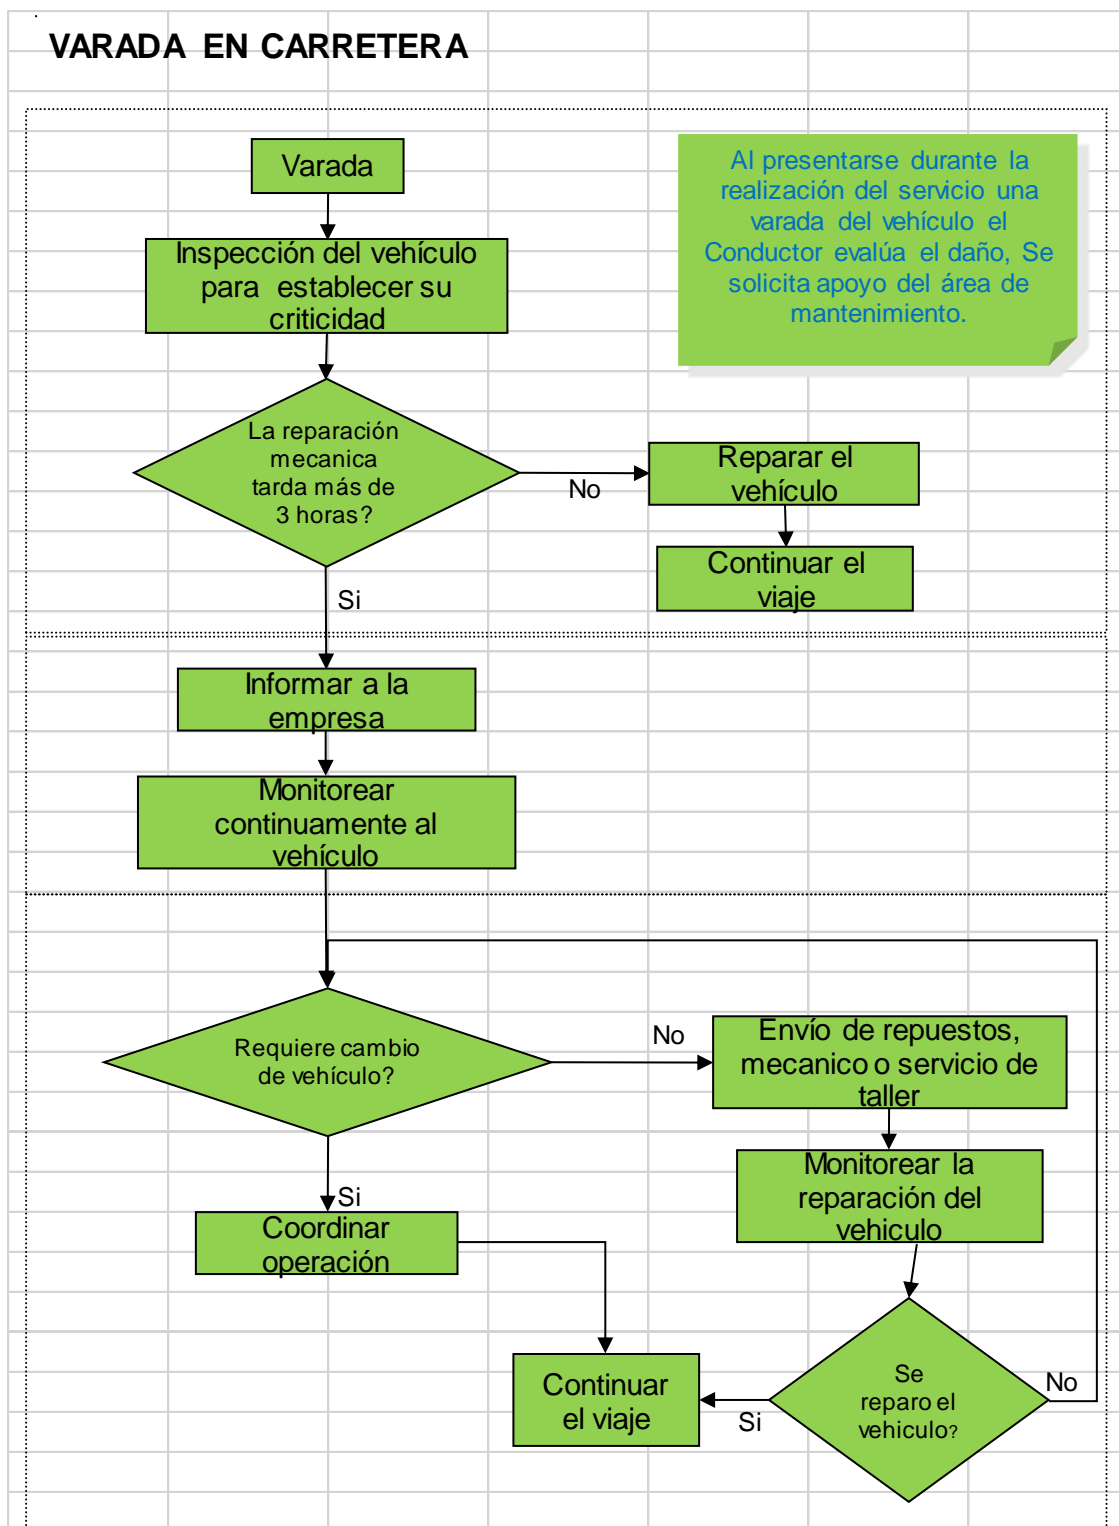 VARADA EN CARRETERA
Varada
Al presentarse durante la
realización del servicio una
varada del vehículo el
Conductor evalúa el daño, Se
solicita apoyo del área de
mantenimiento.
Inspección del vehículo
para establecer su
criticidad
La reparación
mecanica
tarda más de
3 horas?
No
Reparar el
vehículo
Continuar el
viaje
Si
Informar a la
empresa
Monitorear
continuamente al
vehículo
Requiere cambio
de vehículo?
No
Envío de repuestos,
mecanico o servicio de
taller
Monitorear la
reparación del
vehiculo
Si
Coordinar
operación
Continuar
el viaje
Si
Se
reparo el
vehiculo?
No